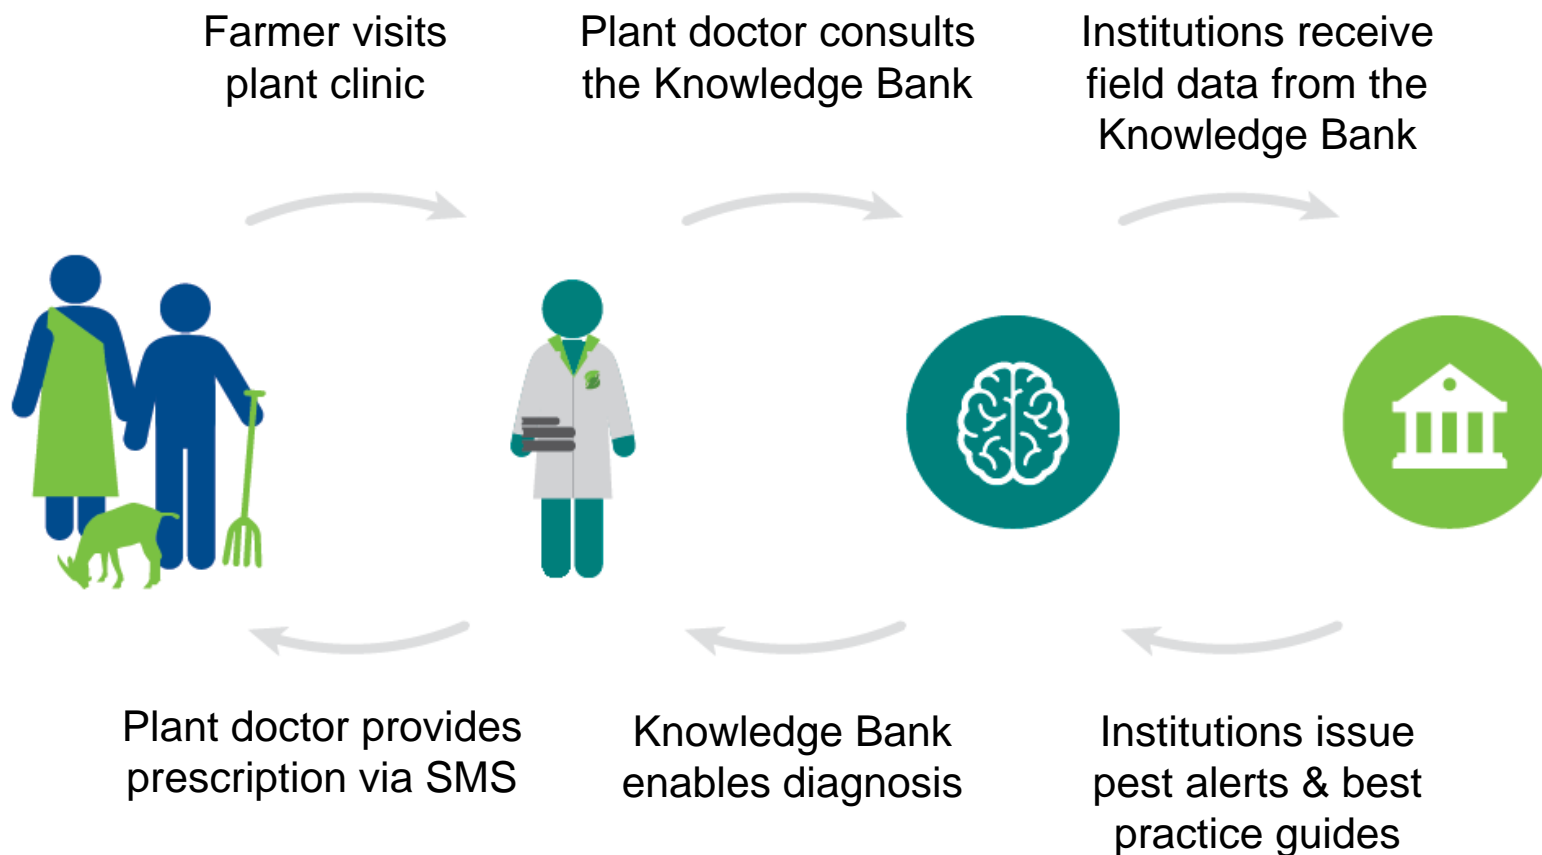 Farmer visits
plant clinic
Plant doctor consults
the Knowledge Bank
Institutions receive
field data from the
Knowledge Bank
Plant doctor provides
prescription via SMS
Knowledge Bank
enables diagnosis
Institutions issue
pest alerts & best
practice guides